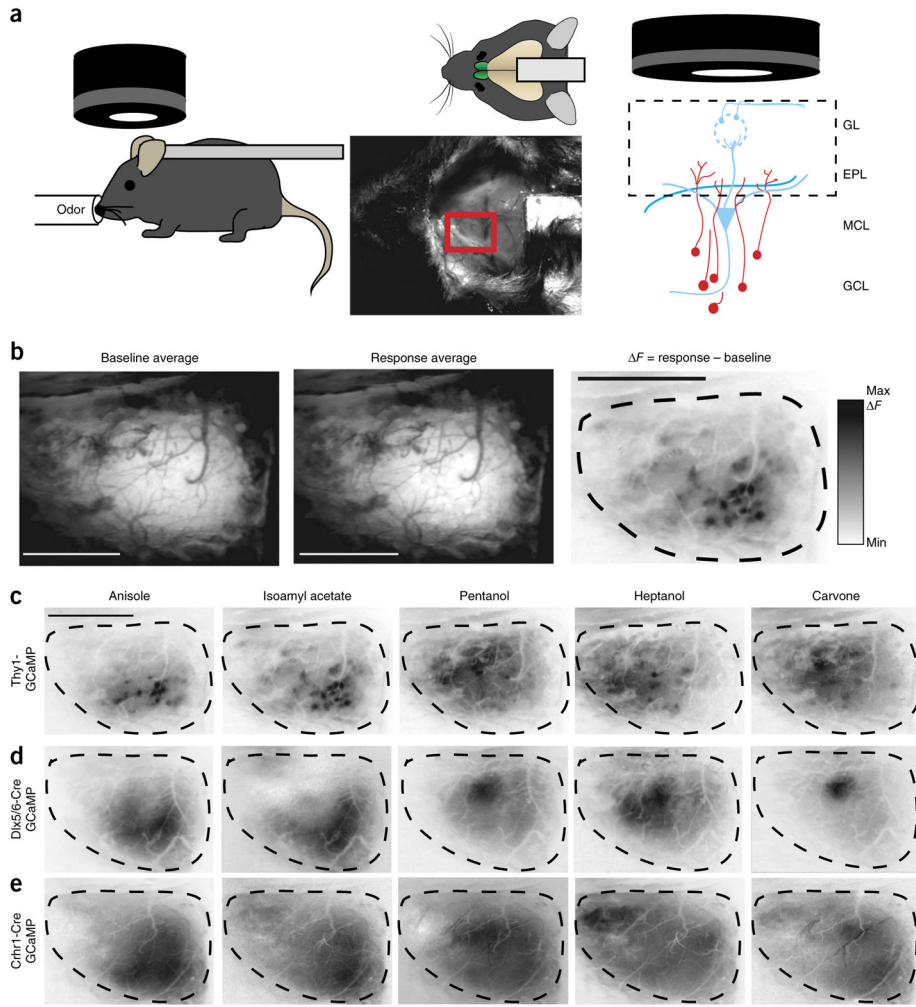 a
Odor
GL
EPL
MCL
GCL
b
Baseline average
Response average
ΔF = response – baseline
Max
ΔF
Min
c
Anisole
Isoamyl acetate
Pentanol
Heptanol
Carvone
Thy1-
GCaMP
d
Dlx5/6-Cre
GCaMP
e
Crhr1-Cre
GCaMP